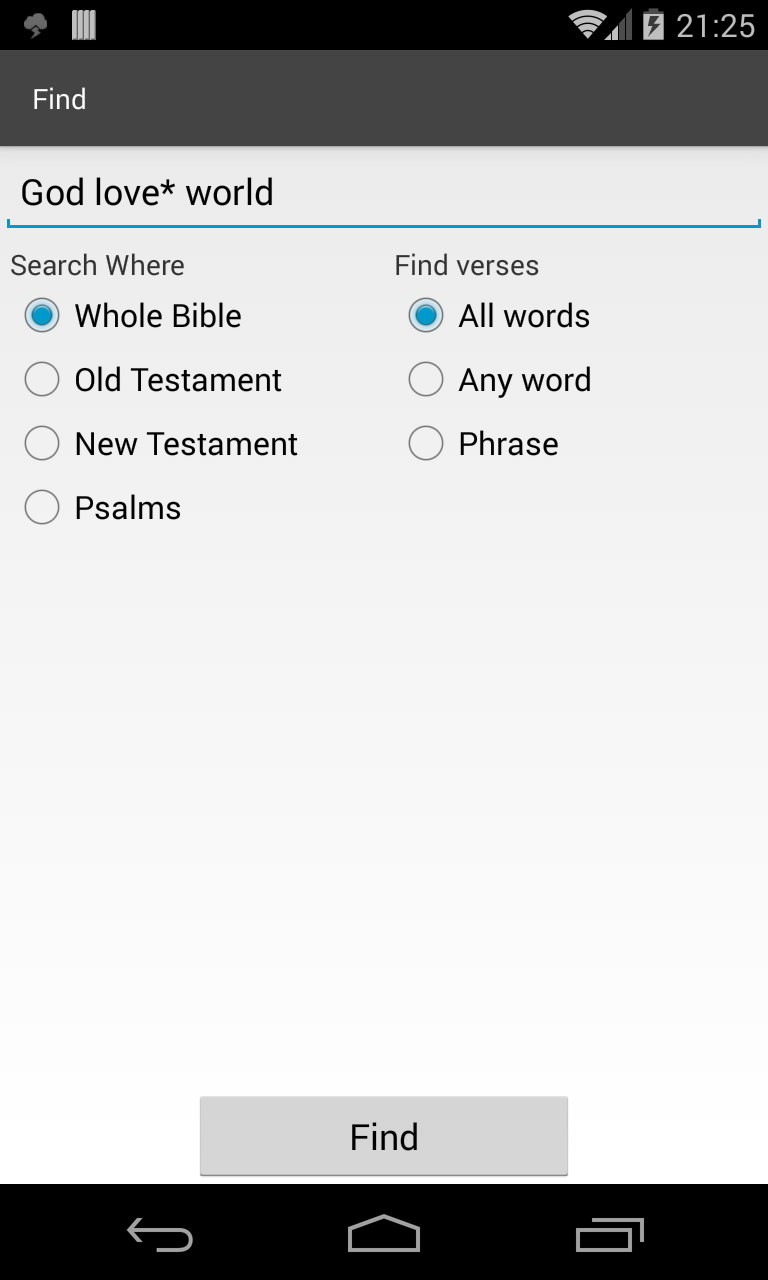 21:25
Find
God love* world
Search Where
Find verses
Whole Bible
All words
Old Testament
Any word
New Testament
Phrase
Psalms
Find